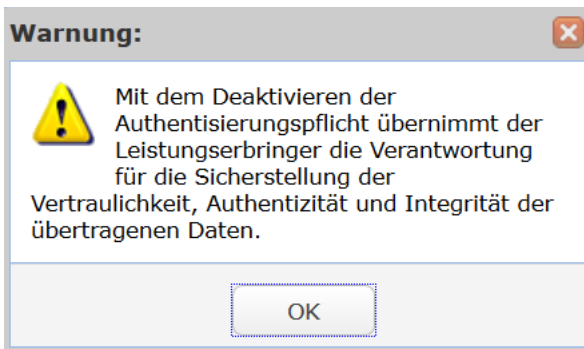 Warnung:
Mit dem Deaktivieren der
Authentisierungspflicht übernimmt der
Leistungserbringer die Verantwortung
für die Sicherstellung der
Vertraulichkeit, Authentizität und Integrität der
übertragenen Daten.
OK